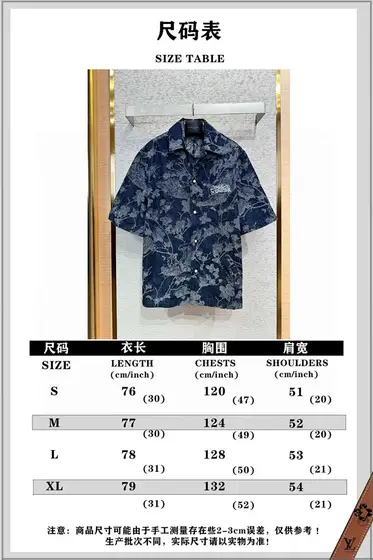 尺码表
SIZE TABLE
尺码 衣长 胸围 肩宽
SIZE LENGTH CHESTS SHOULDERS
(cm/inch) (cm/inch) (cm/inch)
S 76 (30) 120 (47) 51 (20)
M 77 (30) 124 (49) 52 (20)
L 78 (31) 128 (50) 53 (21)
XL 79 (31) 132 (52) 54 (21)
注意：商品尺寸可能由于手工测量存在些2-3cm误差，仅供参考！
生产批次不同，实际尺寸请以实物为准！
LV